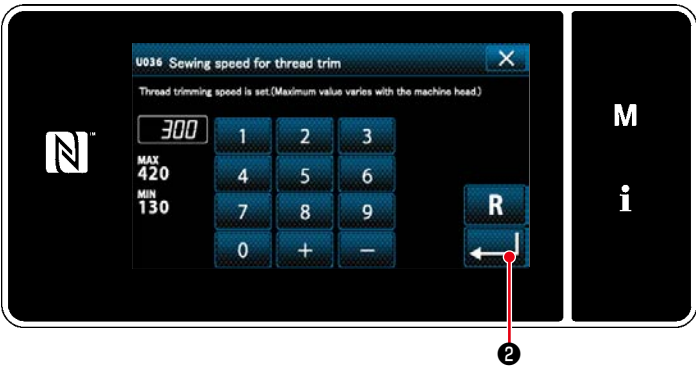 U036 Sewing speed for thread trim
Thread trimming speed is set.(Maximum value varies with the machine head.)
300
MAX
420
MIN
130
1 2 3
4 5 6
7 8 9
0 + −
R
M
i
❷